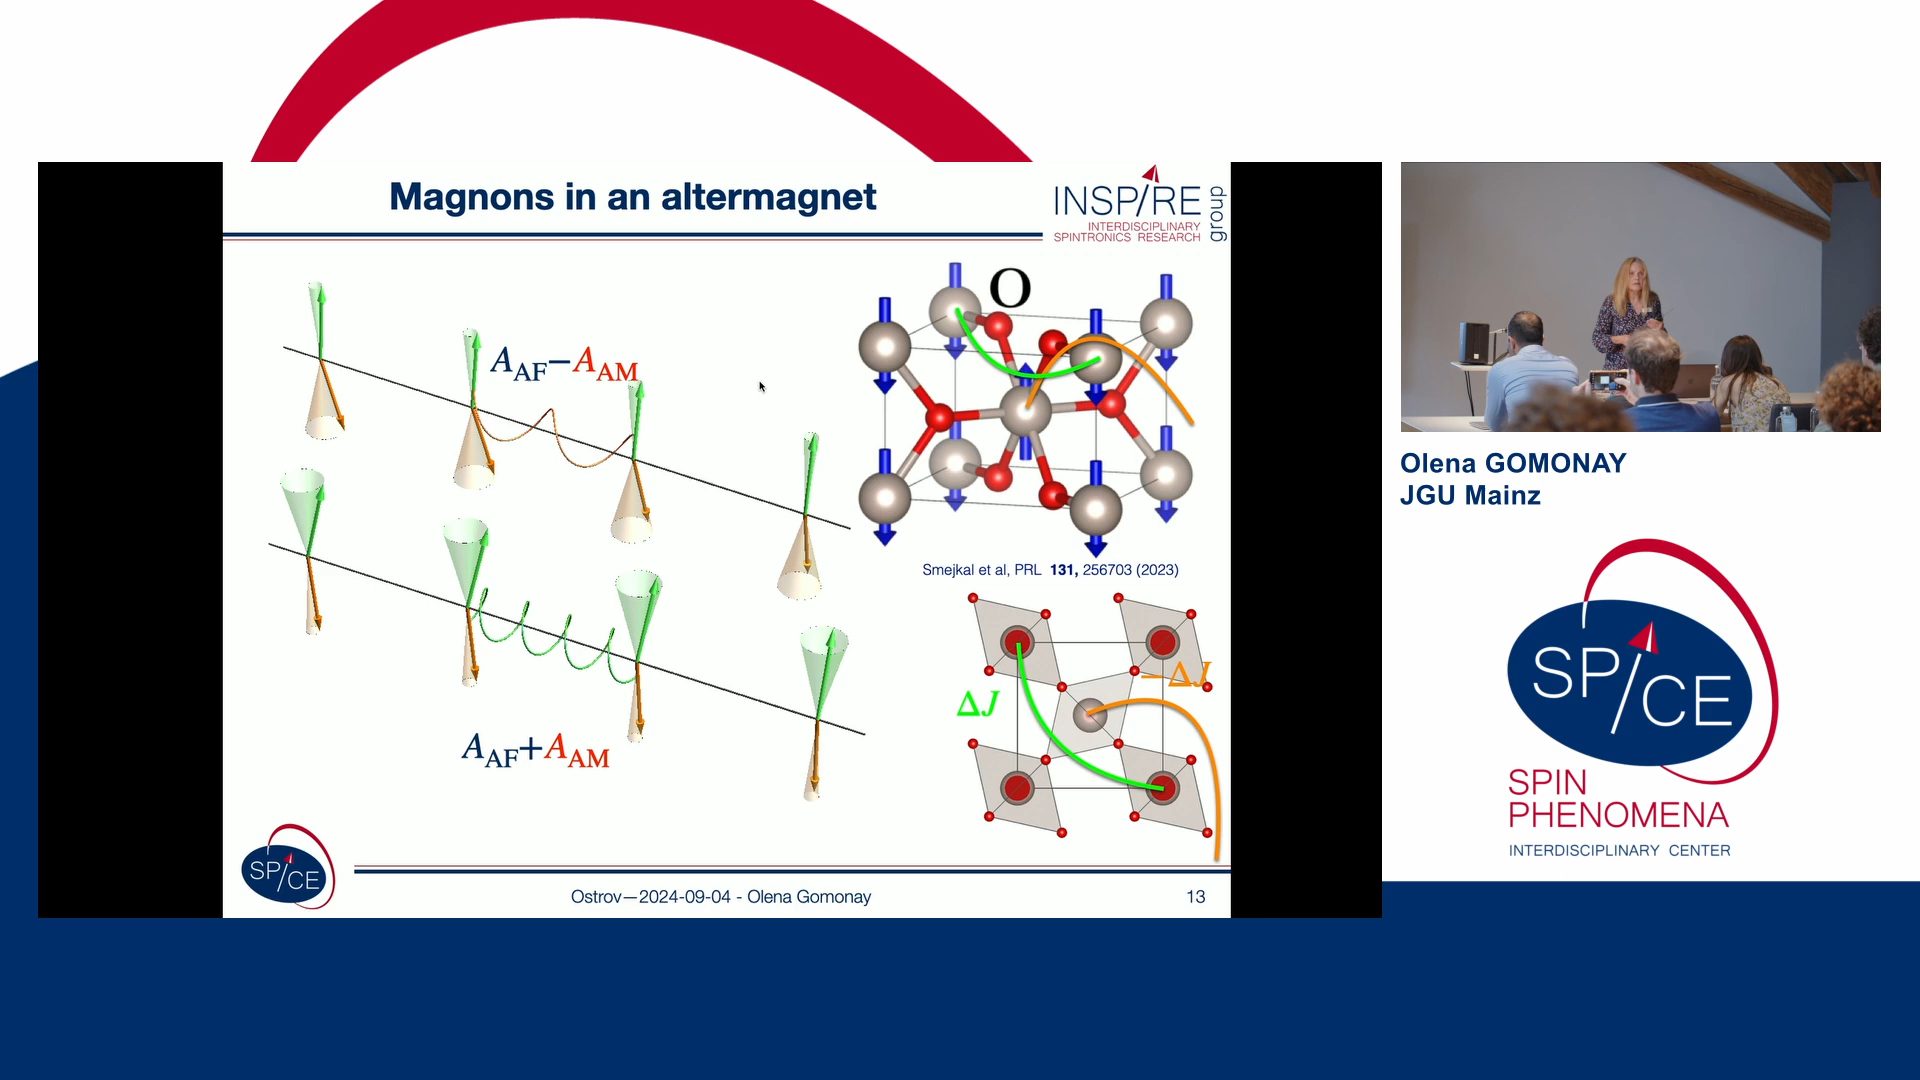 Magnons in an altermagnet
INSPIRE group
INTERDISCIPLINARY
SPINTRONICS RESEARCH
O
A_AF−A_AM
Smejkal et al, PRL 131, 256703 (2023)
ΔJ
−ΔJ
A_AF+A_AM
SP/CE
Ostrov—2024-09-04 - Olena Gomonay
13
Olena GOMONAY
JGU Mainz
SP/CE
SPIN
PHENOMENA
INTERDISCIPLINARY CENTER